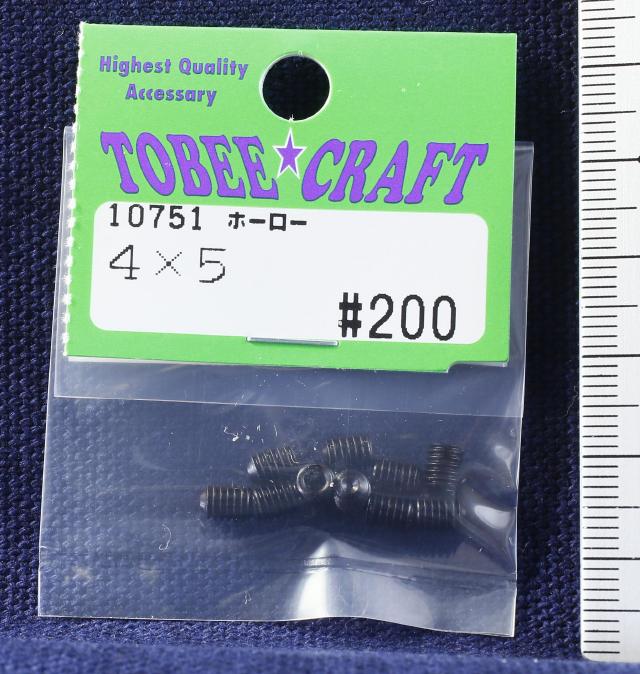 Highest Quality
Accessary
TOBEE★CRAFT
10751 ホーロー
4×5
#200